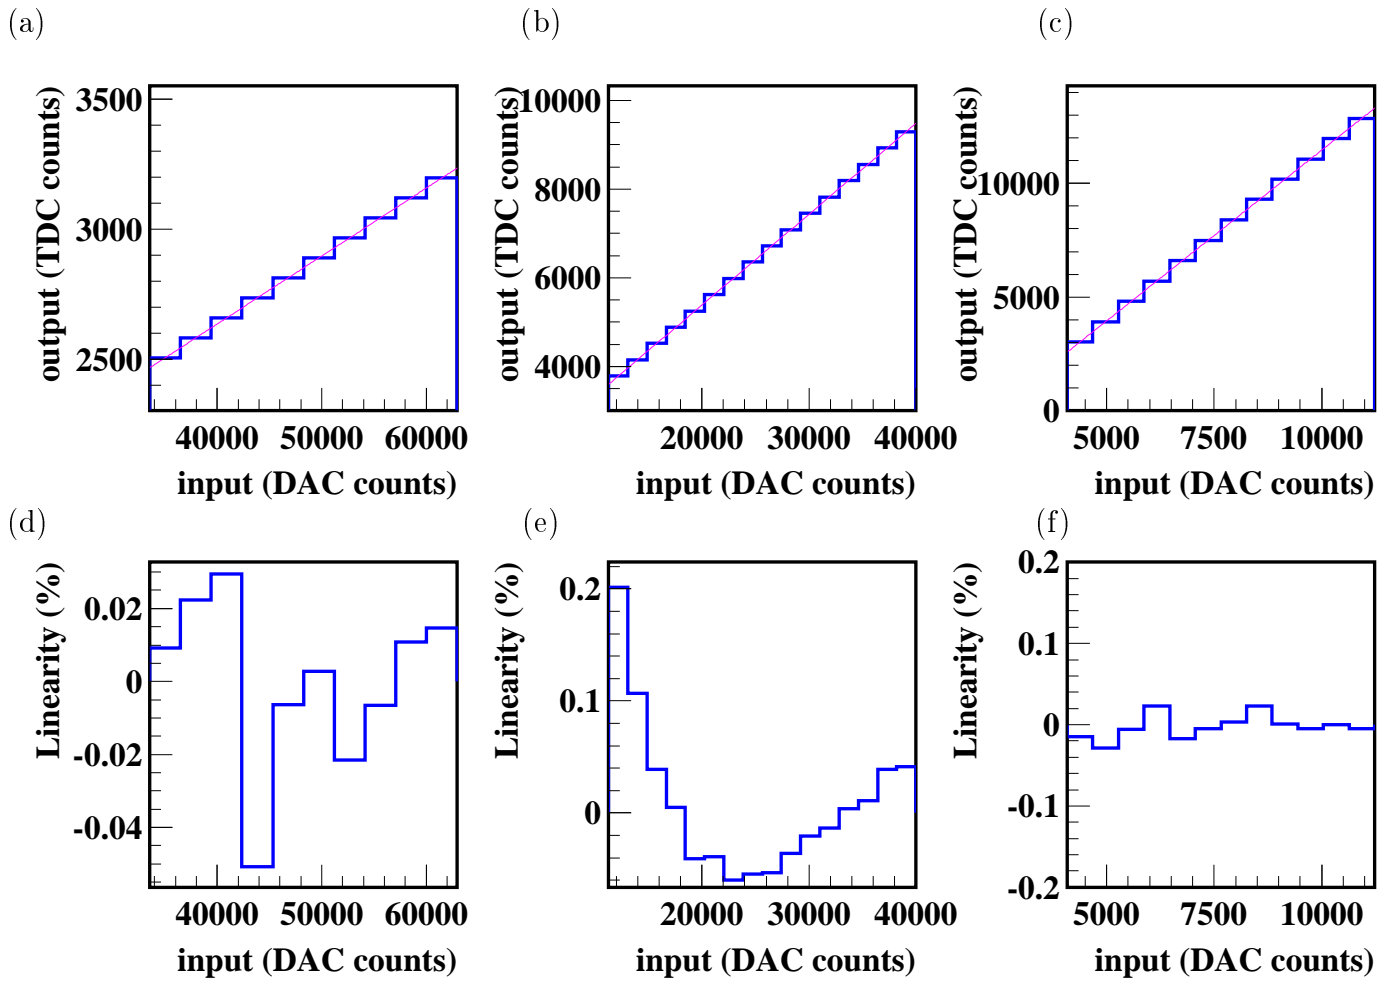 (a)
output (TDC counts)
3500
3000
2500
40000 50000 60000
input (DAC counts)
(b)
output (TDC counts)
10000
8000
6000
4000
20000 30000 40000
input (DAC counts)
(c)
output (TDC counts)
10000
5000
0
5000 7500 10000
input (DAC counts)
(d)
Linearity (%)
0.02
0
-0.02
-0.04
40000 50000 60000
input (DAC counts)
(e)
Linearity (%)
0.2
0.1
0
20000 30000 40000
input (DAC counts)
(f)
Linearity (%)
0.2
0.1
0
-0.1
-0.2
5000 7500 10000
input (DAC counts)